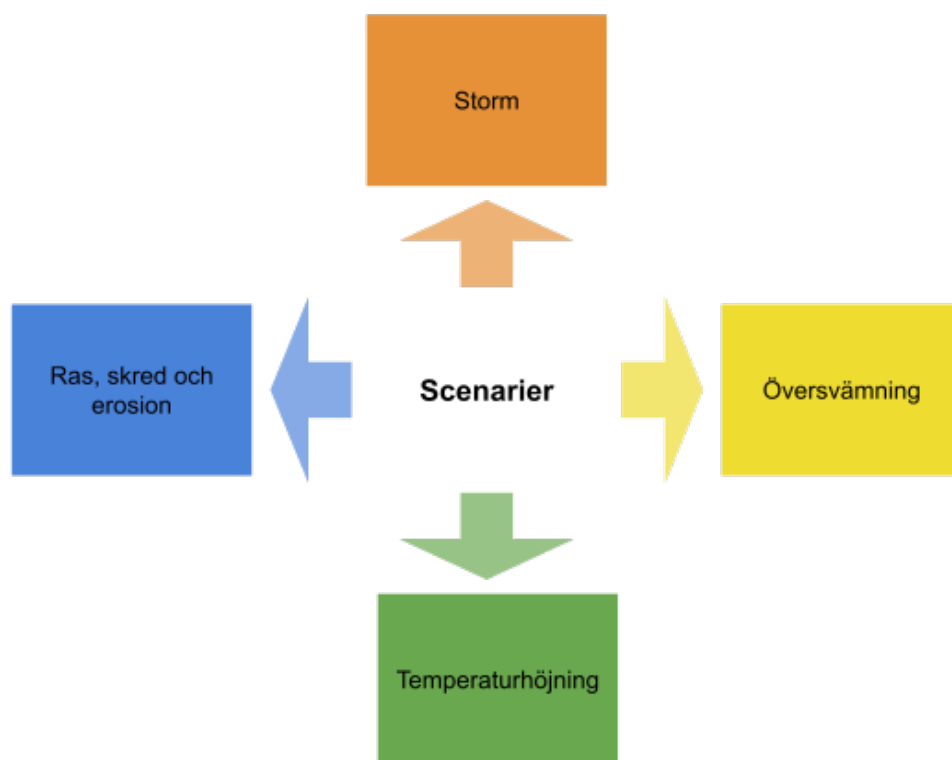 Storm
Ras, skred och
erosion
Scenarier
Översvämning
Temperaturhöjning